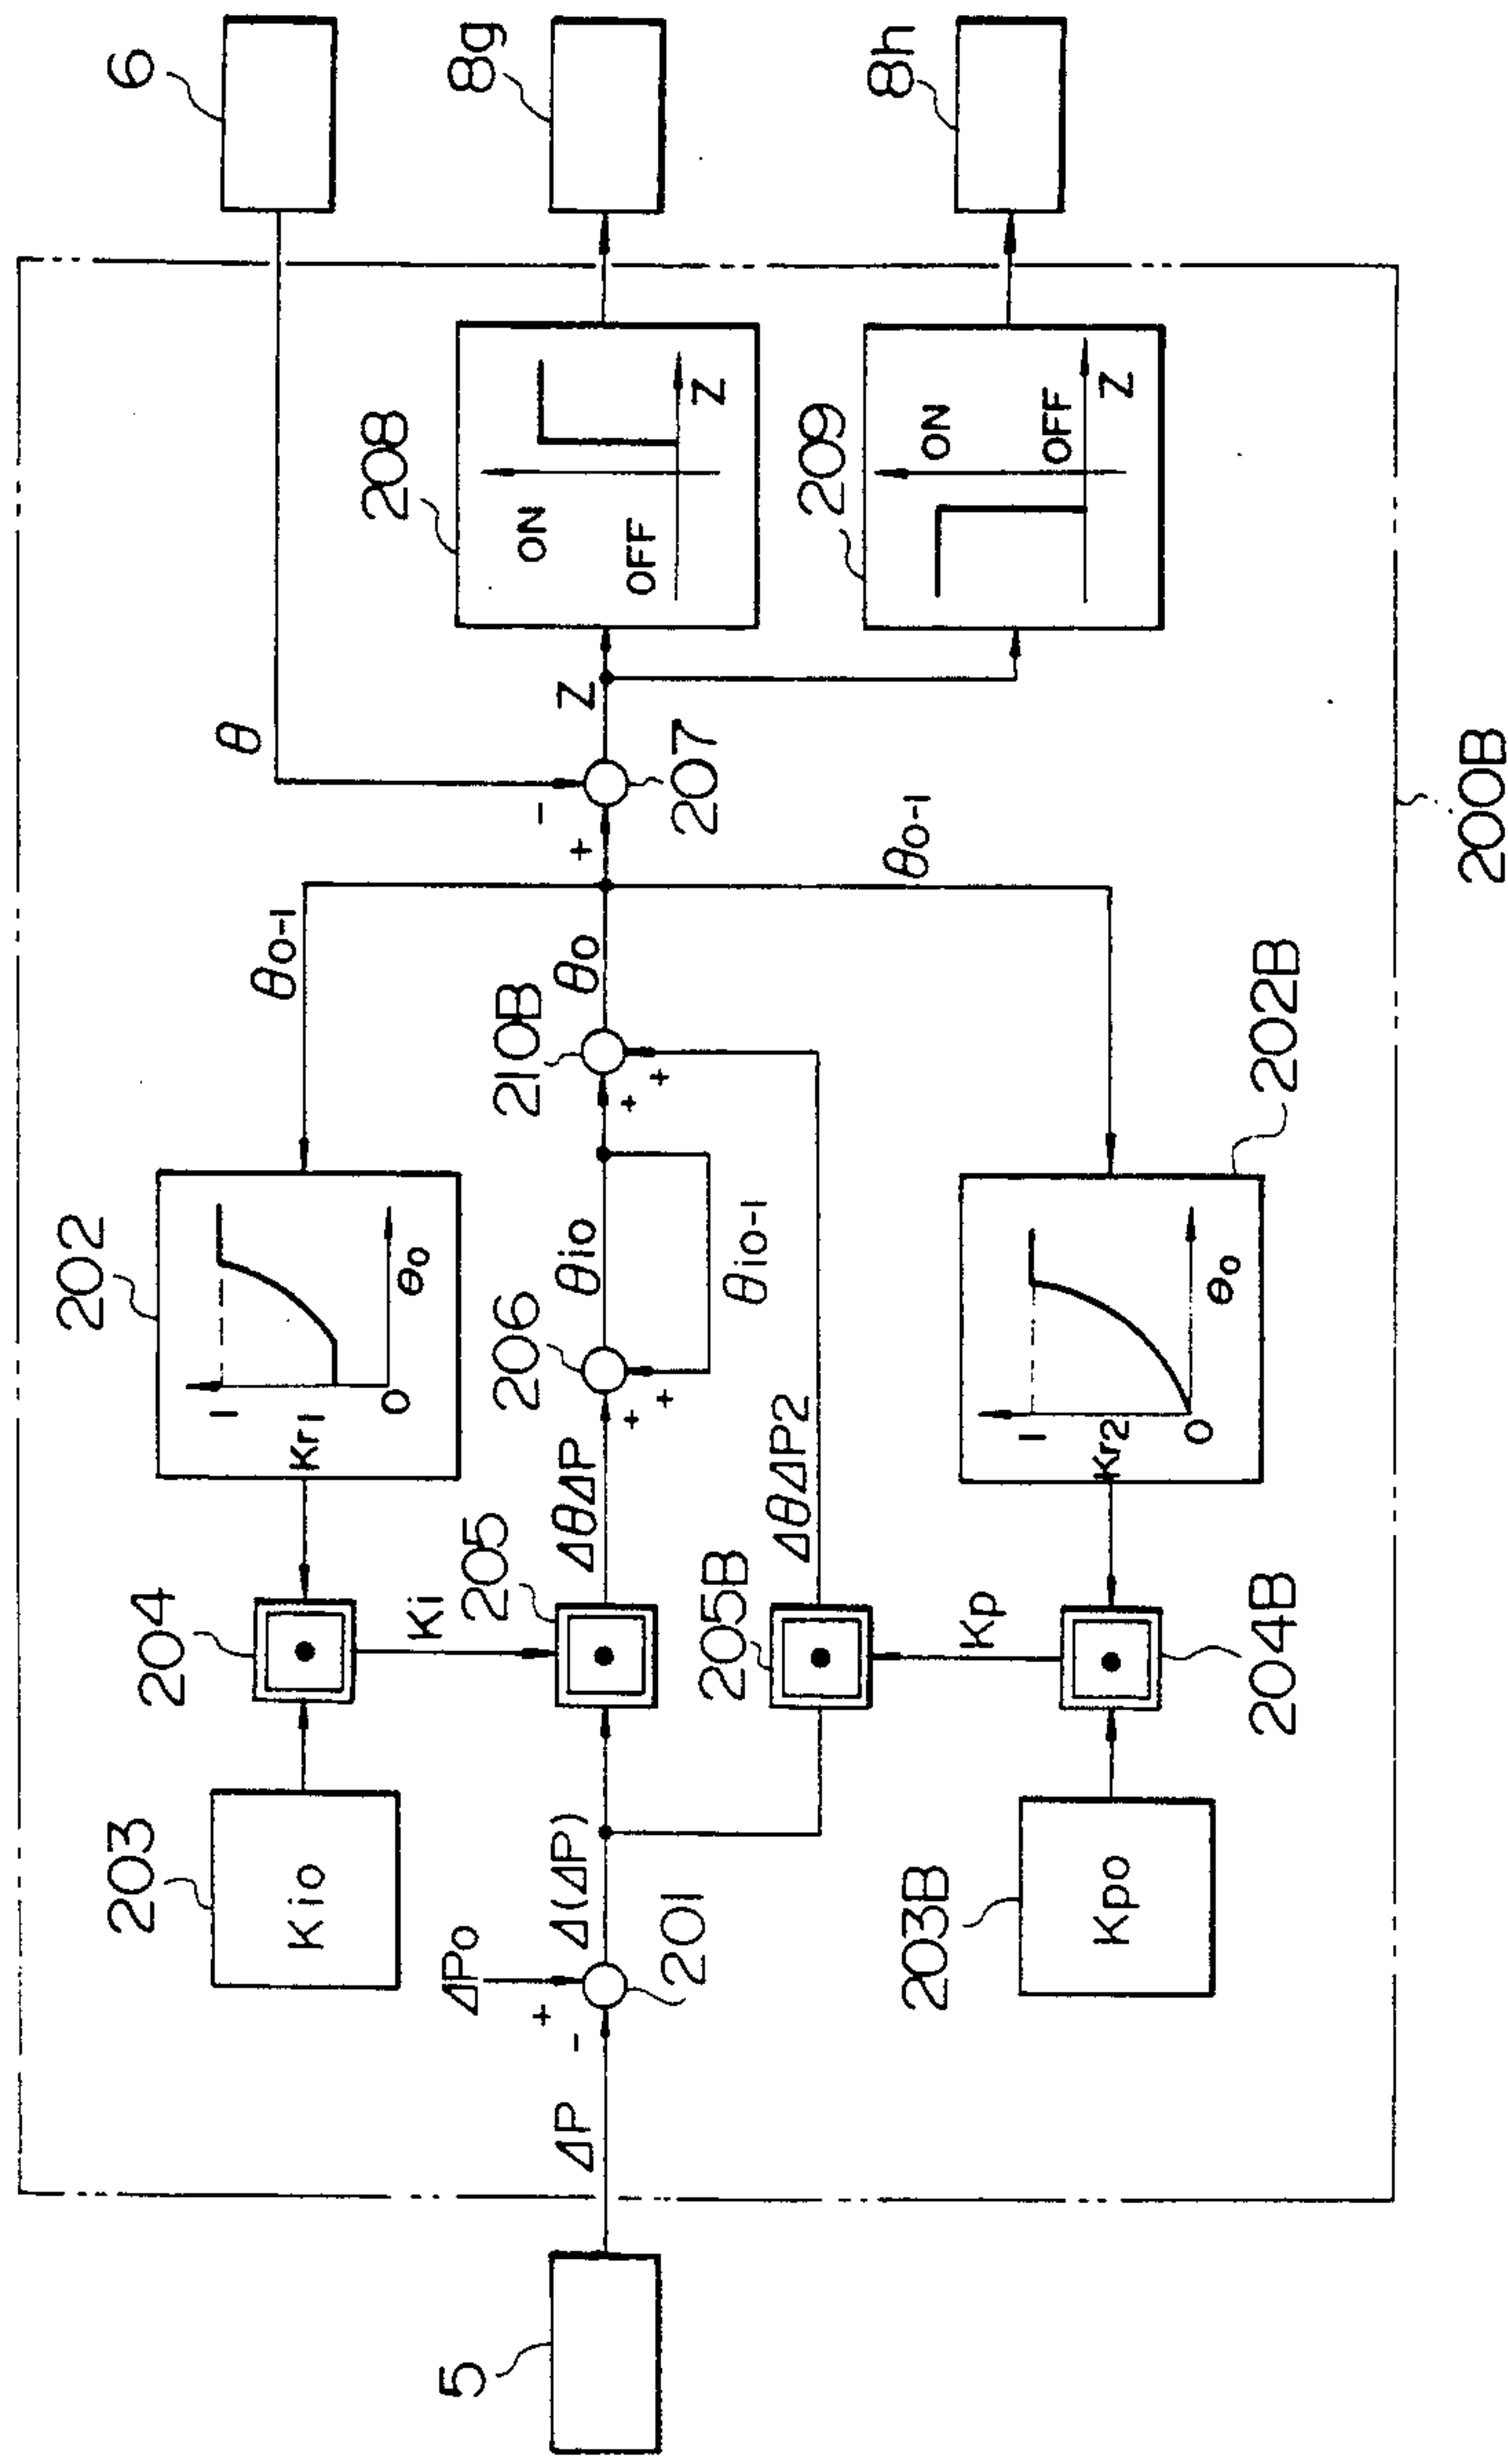 6
8g
8h
θ
208
ON
OFF
Z
209
ON
OFF
Z
Z
207
-
+
θo-1
θo-1
200B
θo
210B
+
+
202
1
Kr1
0
θo
θio
θio-1
206
+
+
202B
1
Kr2
0
θo
ΔθΔP
ΔθΔP2
204
Ki
205
205B
Kp
204B
203
Kio
203B
Kpo
Δ(ΔP)
ΔPo
201
+
-
ΔP
5